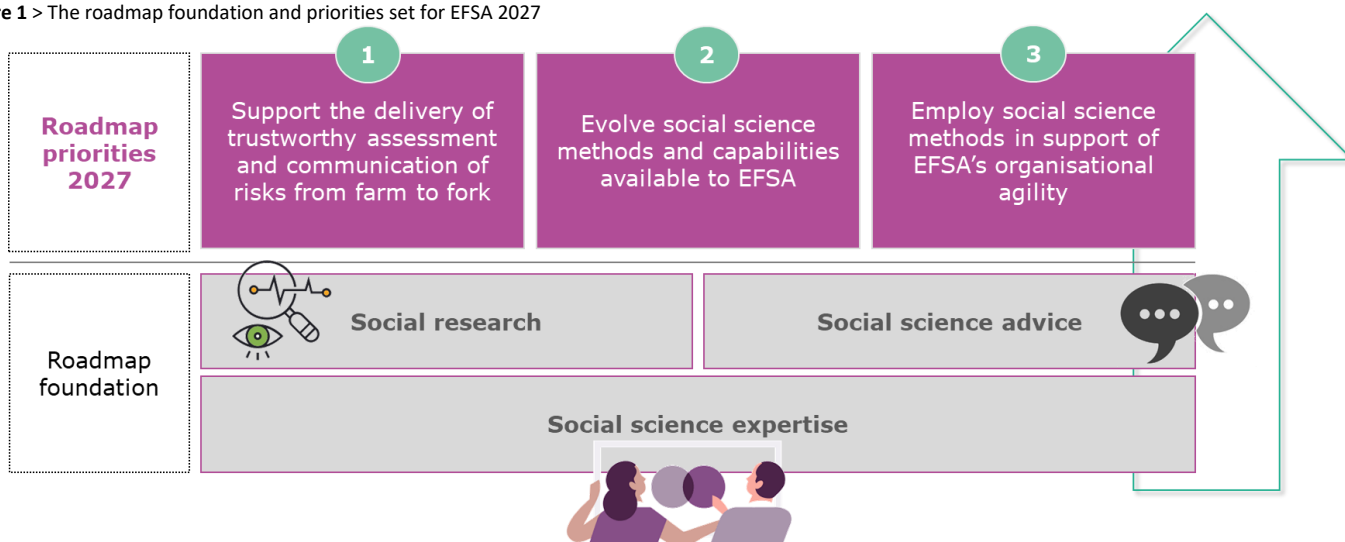 e 1 > The roadmap foundation and priorities set for EFSA 2027
1
2
3
Roadmap
priorities
2027
Support the delivery of
trustworthy assessment
and communication of
risks from farm to fork
Evolve social science
methods and capabilities
available to EFSA
Employ social science
methods in support of
EFSA’s organisational
agility
Roadmap
foundation
Social research
Social science advice
Social science expertise